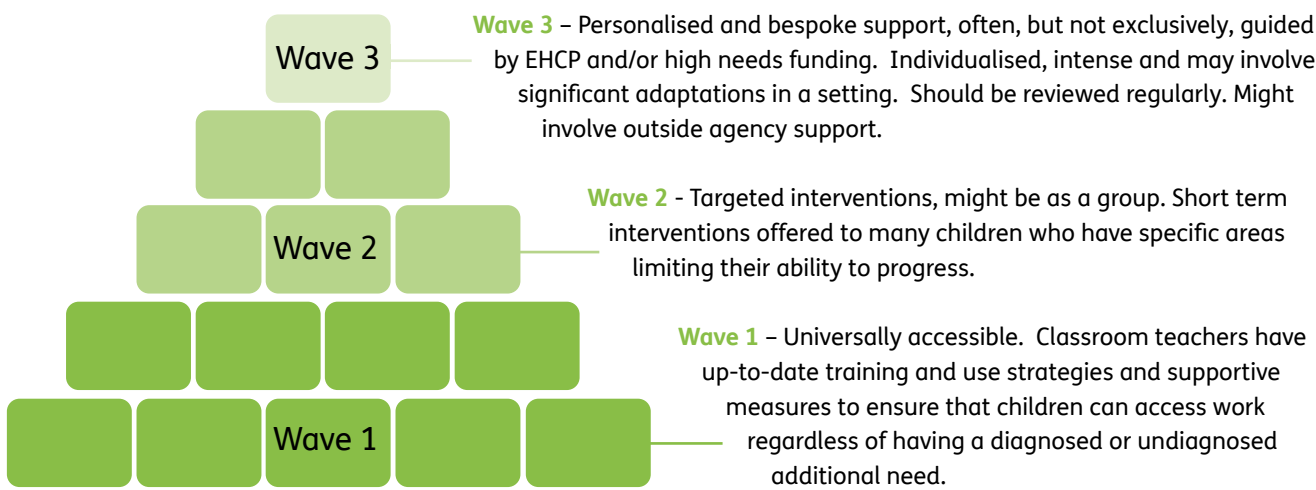 Wave 3
Wave 3 – Personalised and bespoke support, often, but not exclusively, guided
by EHCP and/or high needs funding.  Individualised, intense and may involve
significant adaptations in a setting.  Should be reviewed regularly. Might
involve outside agency support.
Wave 2
Wave 2 - Targeted interventions, might be as a group. Short term
interventions offered to many children who have specific areas
limiting their ability to progress.
Wave 1
Wave 1 – Universally accessible.  Classroom teachers have
up-to-date training and use strategies and supportive
measures to ensure that children can access work
regardless of having a diagnosed or undiagnosed
additional need.